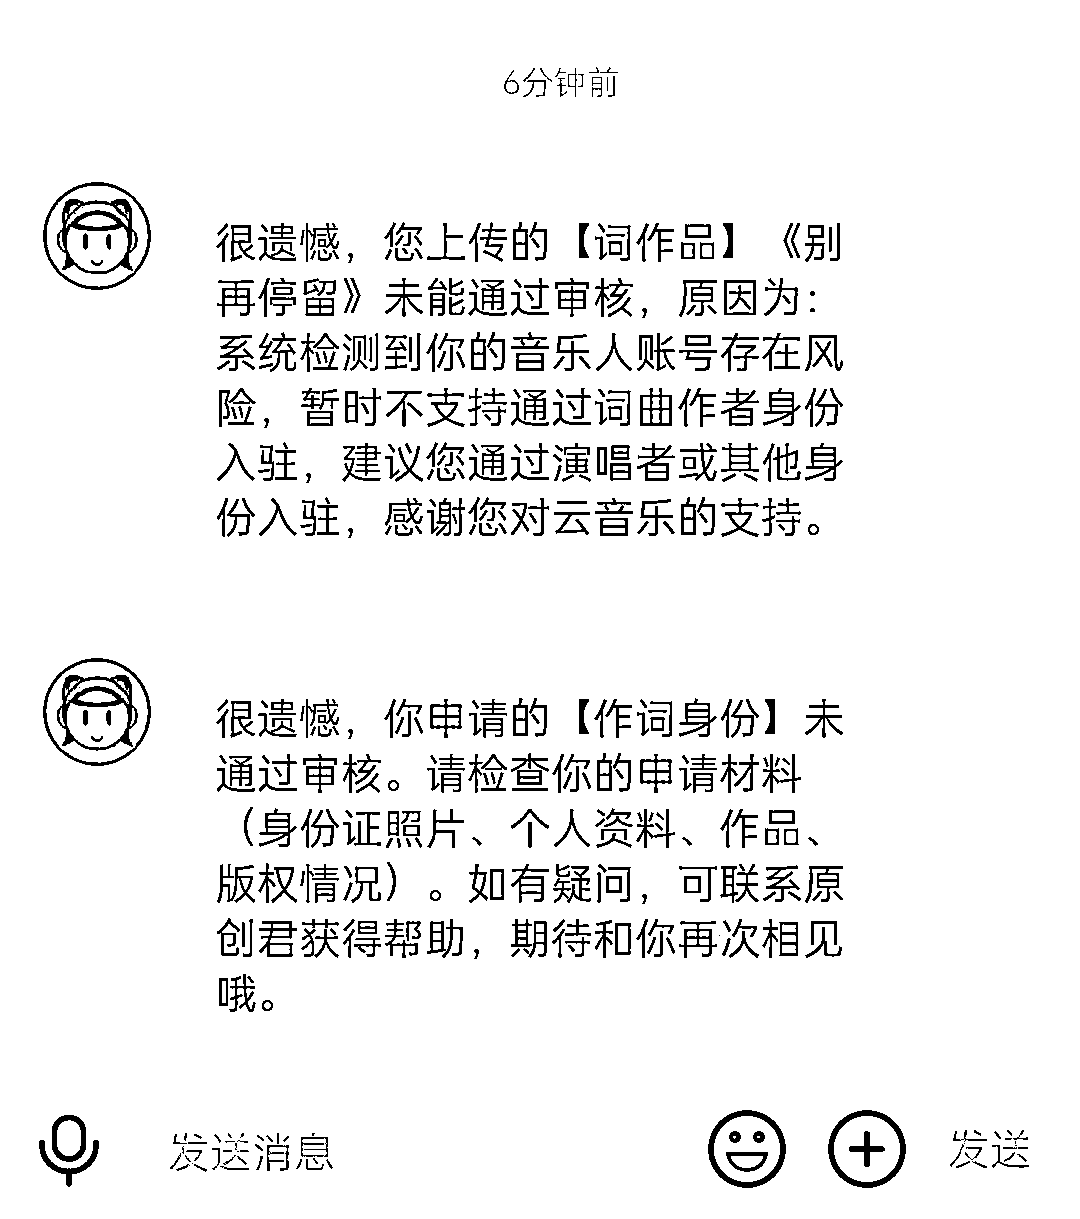 6分钟前
很遗憾，您上传的【词作品】《别
再停留》未能通过审核，原因为：
系统检测到你的音乐人账号存在风
险，暂时不支持通过词曲作者身份
入驻，建议您通过演唱者或其他身
份入驻，感谢您对云音乐的支持。
很遗憾，你申请的【作词身份】未
通过审核。请检查你的申请材料
（身份证照片、个人资料、作品、
版权情况）。如有疑问，可联系原
创君获得帮助，期待和你再次相见
哦。
发送消息 发送